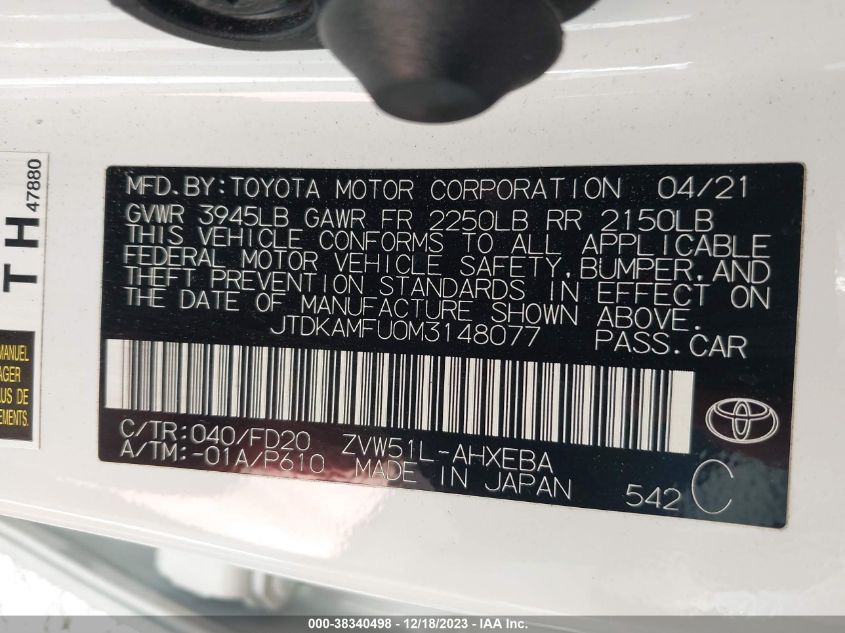 MFD.BY:TOYOTA MOTOR CORPORATION 04/21
GVWR 3945LB GAWR FR 2250LB RR 2150LB
THIS VEHICLE CONFORMS TO ALL APPLICABLE
FEDERAL MOTOR VEHICLE SAFETY, BUMPER, AND
THEFT PREVENTION STANDARDS IN EFFECT ON
THE DATE OF MANUFACTURE SHOWN ABOVE.
JTDKAMFU0M3148077 PASS.CAR
C/TR:040/FD20 ZVW51L-AHXEBA
A/TM:-01A/P610 MADE IN JAPAN
542 C
TH
47880
MANUEL
AGER
LUS DE
EMENTS.
000-38340498 - 12/18/2023 - IAA Inc.